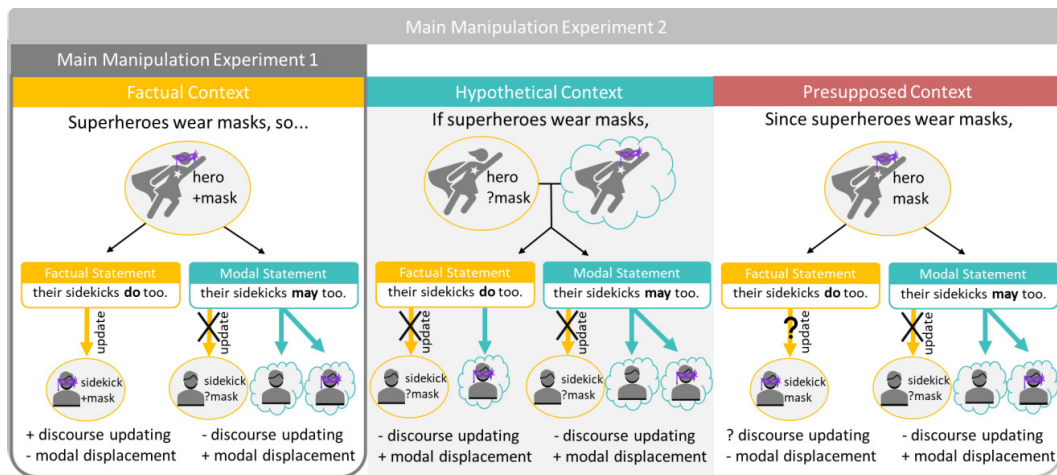 Main Manipulation Experiment 2
Main Manipulation Experiment 1
Factual Context
Superheroes wear masks, so...
hero
+mask
Factual Statement
their sidekicks do too.
update
sidekick
+mask
+ discourse updating
- modal displacement
Modal Statement
their sidekicks may too.
update
sidekick
?mask
- discourse updating
+ modal displacement
Hypothetical Context
If superheroes wear masks,
hero
?mask
Factual Statement
their sidekicks do too.
update
sidekick
?mask
- discourse updating
+ modal displacement
Modal Statement
their sidekicks may too.
update
sidekick
?mask
- discourse updating
+ modal displacement
Presupposed Context
Since superheroes wear masks,
hero
mask
Factual Statement
their sidekicks do too.
?
update
sidekick
mask
? discourse updating
- modal displacement
Modal Statement
their sidekicks may too.
update
sidekick
?mask
- discourse updating
+ modal displacement